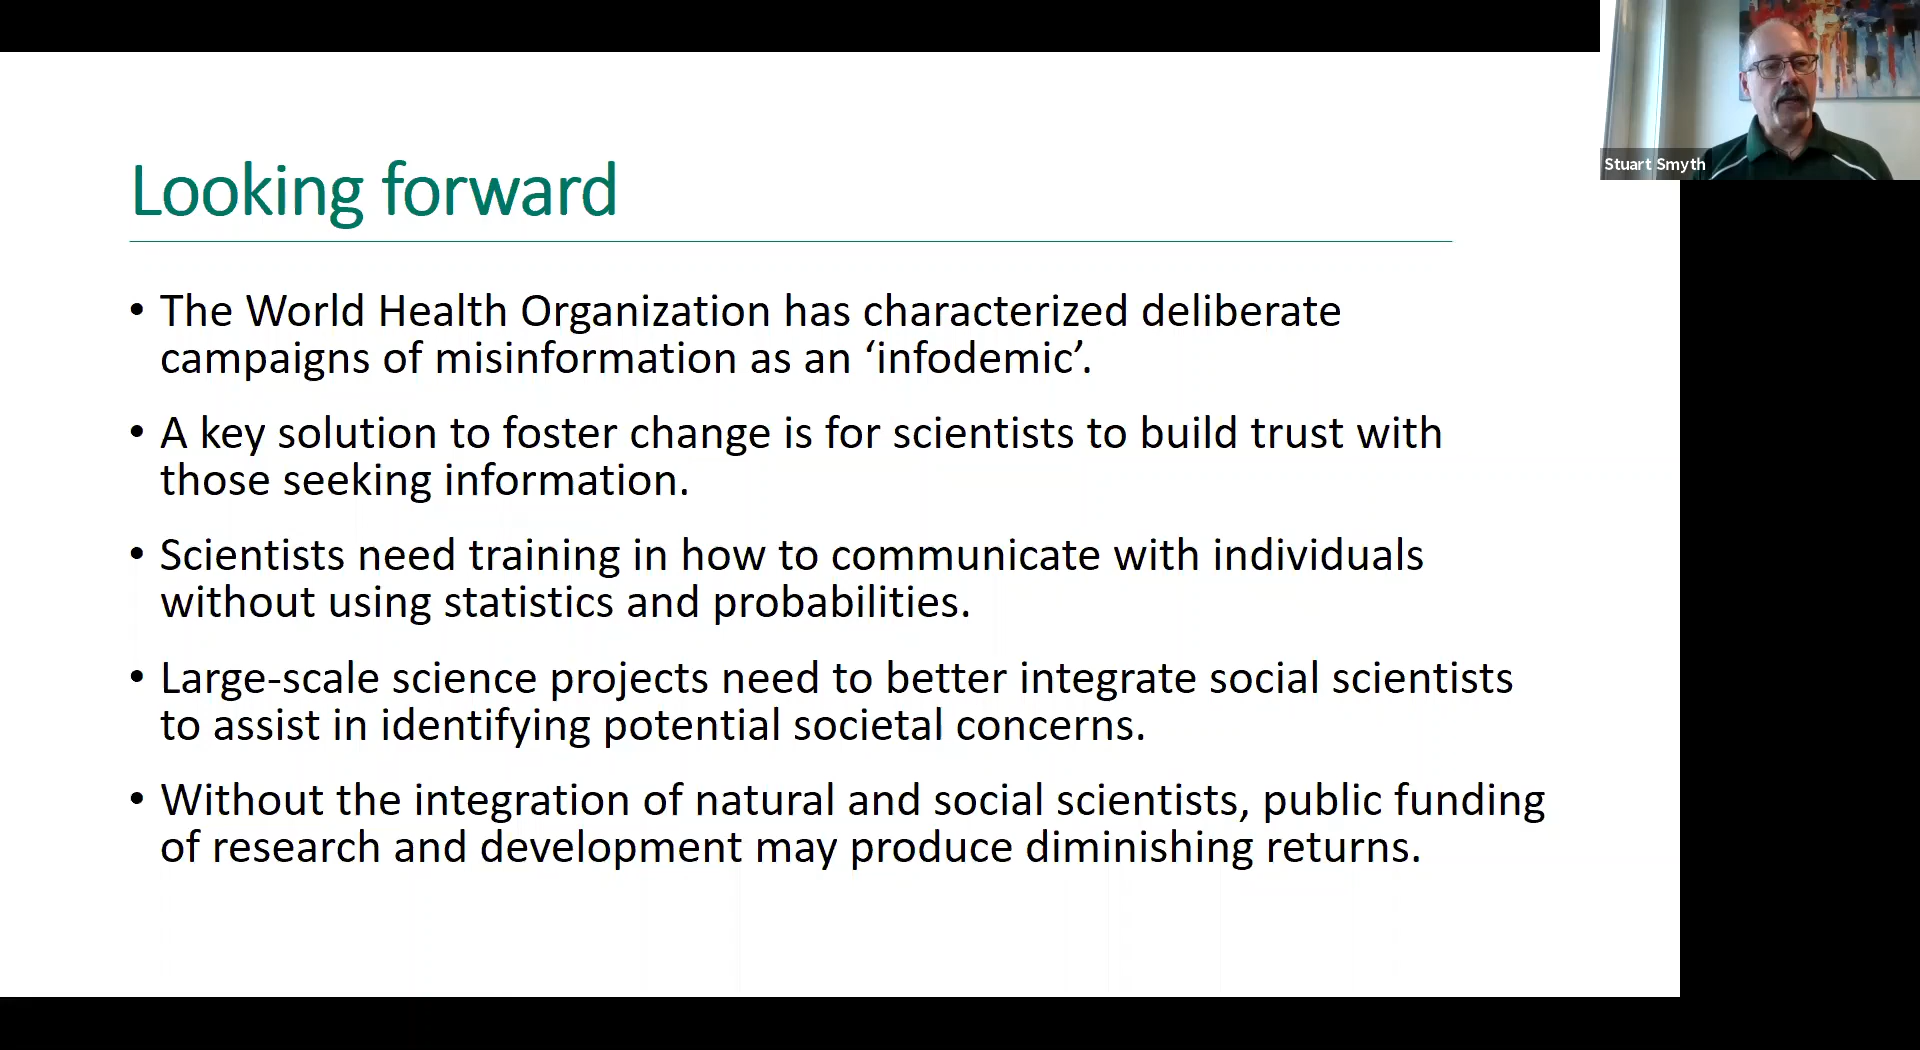 Stuart Smyth
Looking forward
• The World Health Organization has characterized deliberate
campaigns of misinformation as an ‘infodemic’.
• A key solution to foster change is for scientists to build trust with
those seeking information.
• Scientists need training in how to communicate with individuals
without using statistics and probabilities.
• Large-scale science projects need to better integrate social scientists
to assist in identifying potential societal concerns.
• Without the integration of natural and social scientists, public funding
of research and development may produce diminishing returns.